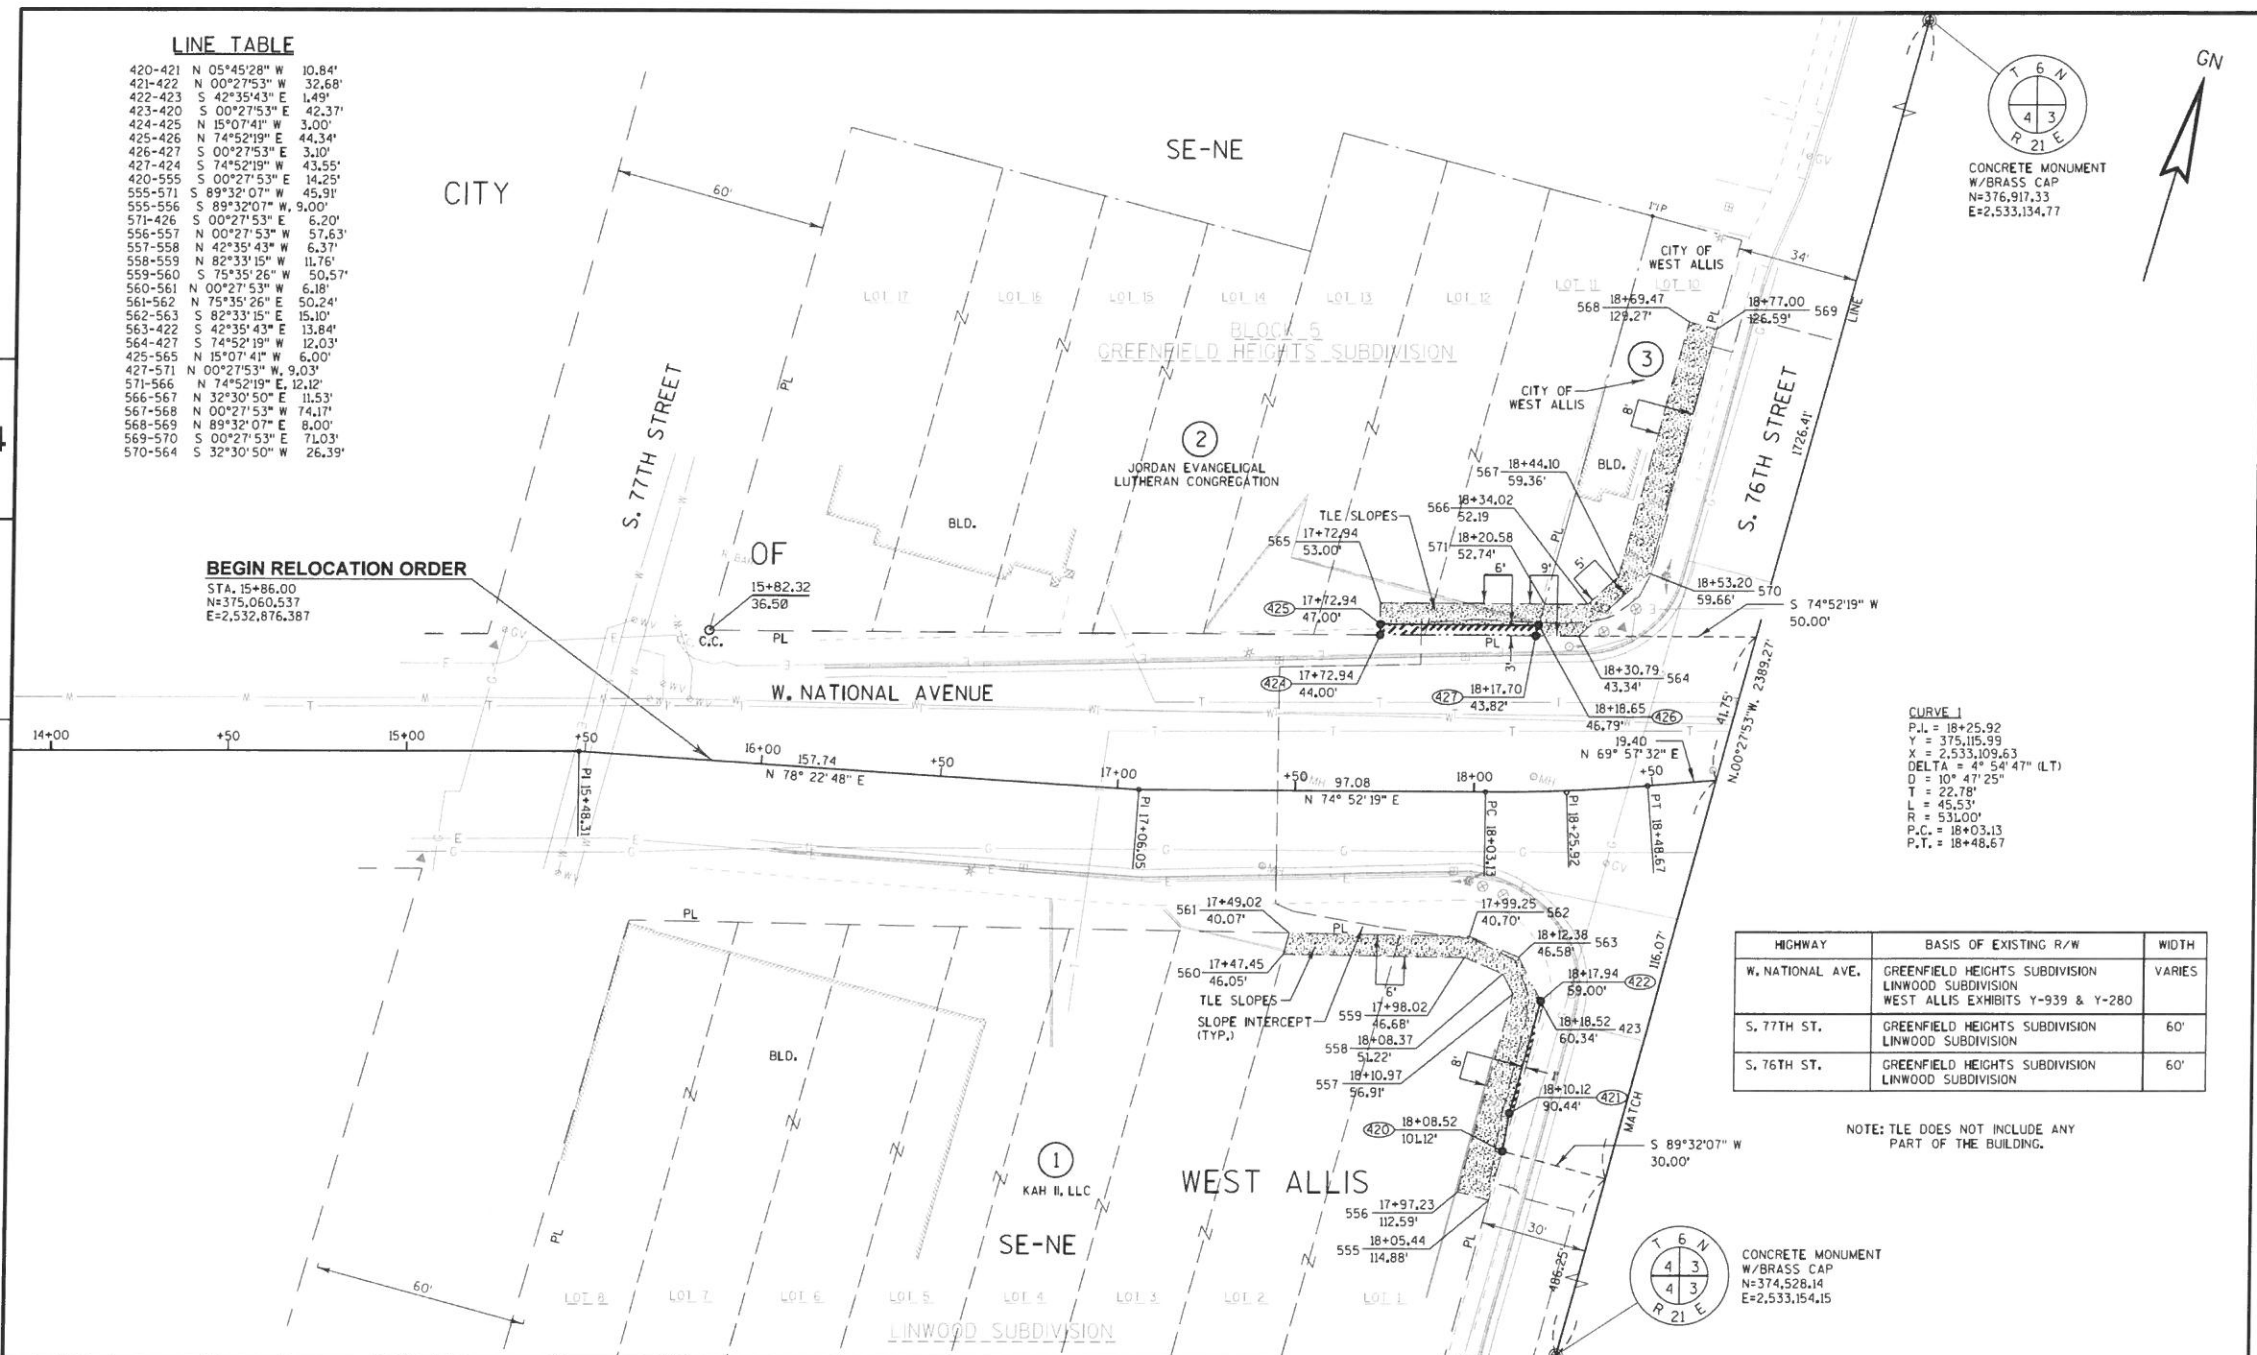 LINE TABLE
420-421 N 05°45'28" W 10.84'
421-422 N 00°27'53" W 32.68'
422-423 S 42°35'43" E 1.49'
423-420 S 00°27'53" E 42.37'
424-425 N 15°07'41" W 3.00'
425-426 N 74°52'19" E 44.34'
426-427 S 00°27'53" E 3.10'
427-424 S 74°52'19" W 43.55'
420-555 S 00°27'53" E 14.25'
555-571 S 89°32'07" W 45.91'
555-556 S 89°32'07" W, 9.00'
571-426 S 00°27'53" E 6.20'
556-557 N 00°27'53" W 57.63'
557-558 N 42°35'43" W 6.37'
558-559 N 82°33'15" W 11.76'
559-560 S 75°35'26" W 50.57'
560-561 N 00°27'53" W 6.18'
561-562 N 75°35'26" E 50.24'
562-563 S 82°33'15" E 15.10'
563-422 S 42°35'43" E 13.84'
564-427 S 74°52'19" W 12.03'
425-565 N 15°07'41" W 6.00'
427-571 N 00°27'53" W, 9.03'
571-566 N 74°52'19" E, 12.12'
566-567 N 32°30'50" E 11.53'
567-568 N 00°27'53" W 74.17'
568-569 N 89°32'07" E 8.00'
569-570 S 00°27'53" E 71.03'
570-564 S 32°30'50" W 26.39'
CITY
SE-NE
GN
T 6 N
4 3
R 21 E
CONCRETE MONUMENT
W/BRASS CAP
N=376,917.33
E=2,533,134.77
60'
CITY OF
WEST ALLIS
34'
LOT 17
LOT 16
LOT 15
LOT 14
LOT 13
LOT 12
LOT 11
LOT 10
BLOCK 5
GREENFIELD HEIGHTS SUBDIVISION
568 18+69.47
129.27'
18+77.00 569
126.59'
LINE
PL
PL
3
CITY OF
WEST ALLIS
8'
S. 77TH STREET
S. 76TH STREET
1726.41'
2
JORDAN EVANGELICAL
LUTHERAN CONGREGATION
BLD.
BLD.
567 18+44.10
59.36'
566 18+34.02
52.19
TLE SLOPES
565 17+72.94
53.00'
571 18+20.58
52.74'
PL
6'
9'
5'
OF
BEGIN RELOCATION ORDER
STA. 15+86.00
N=375,060.537
E=2,532,876.387
15+82.32
36.50
C.C.
PL
425 17+72.94
47.00'
18+53.20 570
59.66'
S 74°52'19" W
50.00'
PL
3'
424 17+72.94
44.00'
427 18+17.70
43.82'
18+30.79 564
43.34'
18+18.65 426
46.79'
W. NATIONAL AVENUE
19.40
N 69° 57'32" E
41.75'
N.00°27'53"W. 2389.27'
14+00
+50
15+00
+50
16+00
157.74
N 78° 22'48" E
+50
17+00
+50
MH
97.08
N 74° 52'19" E
18+00
MH
+50
PI 15+48.31
PI 17+06.05
PC 18+03.13
PI 18+25.92
PT 18+48.67
CURVE 1
P.I. = 18+25.92
Y = 375,115.99
X = 2,533,109.63
DELTA = 4° 54'47" (LT)
D = 10° 47'25"
T = 22.78'
L = 45.53'
R = 531.00'
P.C. = 18+03.13
P.T. = 18+48.67
PL
561 17+49.02
40.07'
PL
17+99.25 562
40.70'
18+12.38 563
46.58'
560 17+47.45
46.05'
TLE SLOPES
SLOPE INTERCEPT
(TYP.)
6'
559 17+98.02
46.68'
18+17.94 422
59.00'
18+18.52 423
60.34'
558 18+08.37
51.22'
557 18+10.97
56.91'
8'
1'
18+10.12 421
90.44'
420 18+08.52
101.12'
116.07'
MATCH
S 89°32'07" W
30.00'
HIGHWAY BASIS OF EXISTING R/W WIDTH
W. NATIONAL AVE. GREENFIELD HEIGHTS SUBDIVISION VARIES
LINWOOD SUBDIVISION
WEST ALLIS EXHIBITS Y-939 & Y-280
S. 77TH ST. GREENFIELD HEIGHTS SUBDIVISION 60'
LINWOOD SUBDIVISION
S. 76TH ST. GREENFIELD HEIGHTS SUBDIVISION 60'
LINWOOD SUBDIVISION
NOTE: TLE DOES NOT INCLUDE ANY
PART OF THE BUILDING.
BLD.
1
KAH II, LLC
WEST ALLIS
SE-NE
556 17+97.23
112.59'
555 18+05.44
114.88'
PL
PL
30'
486.25'
60'
LOT 8
LOT 7
LOT 6
LOT 5
LOT 4
LOT 3
LOT 2
LOT 1
LINWOOD SUBDIVISION
T 6 N
4 3
4 3
R 21 E
CONCRETE MONUMENT
W/BRASS CAP
N=374,528.14
E=2,533,154.15